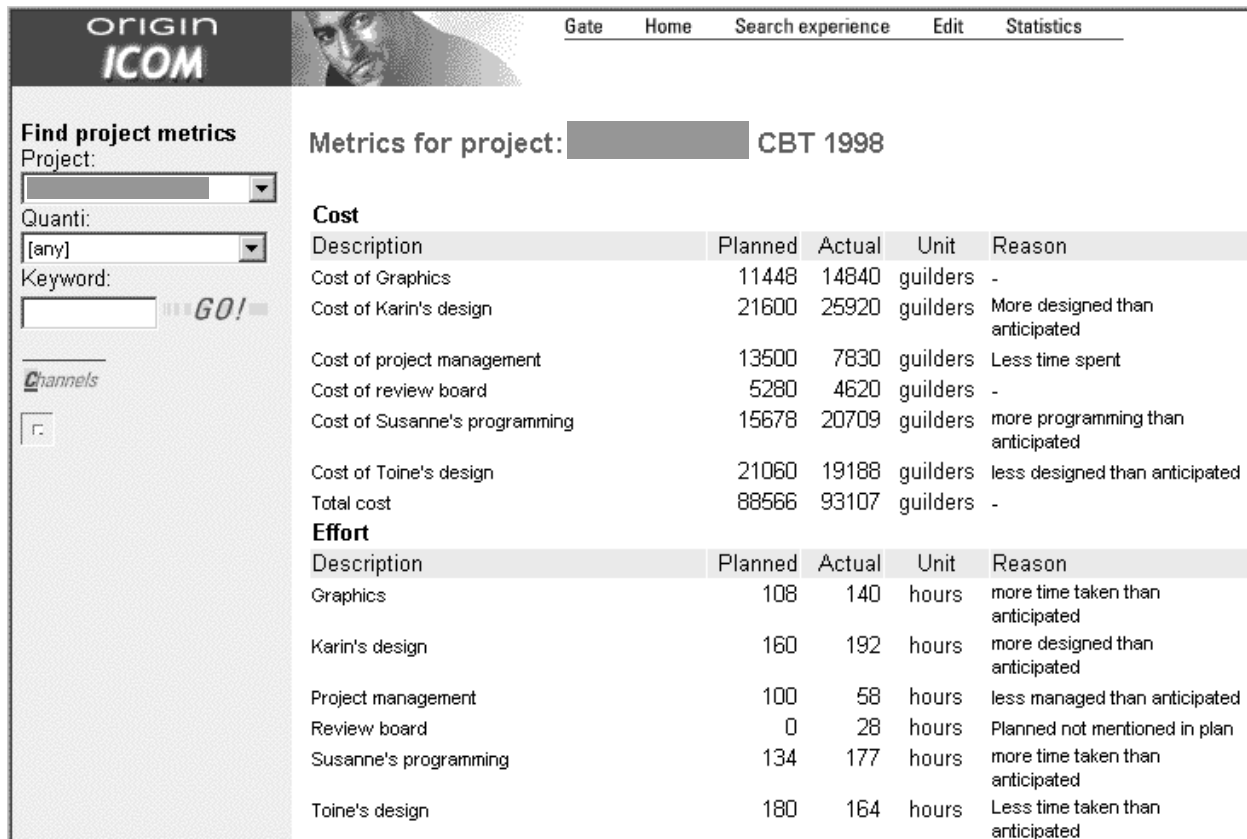 ORIGIN
ICOM
Gate Home Search experience Edit Statistics
Find project metrics
Project:
Quanti:
[any]
Keyword:
GO!
Channels
Metrics for project: CBT 1998
Cost
Description Planned Actual Unit Reason
Cost of Graphics 11448 14840 guilders -
Cost of Karin's design 21600 25920 guilders More designed than
anticipated
Cost of project management 13500 7830 guilders Less time spent
Cost of review board 5280 4620 guilders -
Cost of Susanne's programming 15678 20709 guilders more programming than
anticipated
Cost of Toine's design 21060 19188 guilders less designed than anticipated
Total cost 88566 93107 guilders -
Effort
Description Planned Actual Unit Reason
Graphics 108 140 hours more time taken than
anticipated
Karin's design 160 192 hours more designed than
anticipated
Project management 100 58 hours less managed than anticipated
Review board 0 28 hours Planned not mentioned in plan
Susanne's programming 134 177 hours more time taken than
anticipated
Toine's design 180 164 hours Less time taken than
anticipated